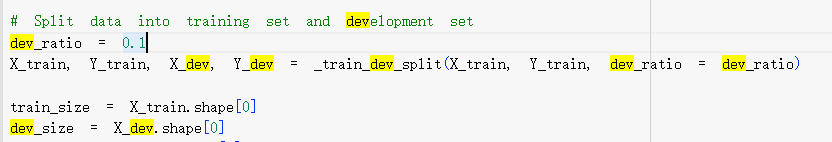 # Split data into training set and development set
dev_ratio = 0.1
X_train, Y_train, X_dev, Y_dev = _train_dev_split(X_train, Y_train, dev_ratio = dev_ratio)
train_size = X_train.shape[0]
dev_size = X_dev.shape[0]